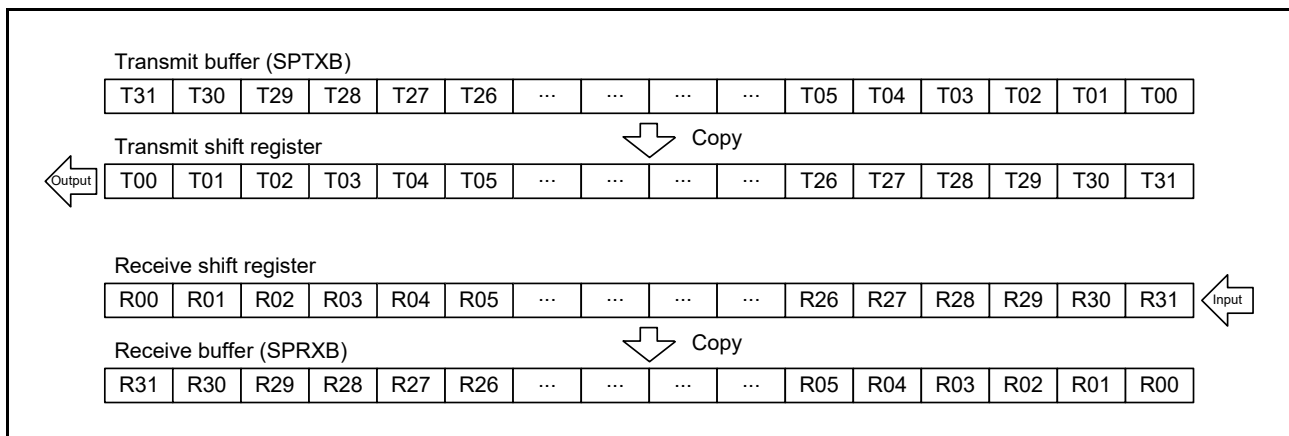 Transmit buffer (SPTXB)
T31 T30 T29 T28 T27 T26 ... ... ... ... T05 T04 T03 T02 T01 T00
Copy
Transmit shift register
Output T00 T01 T02 T03 T04 T05 ... ... ... ... T26 T27 T28 T29 T30 T31
Receive shift register
R00 R01 R02 R03 R04 R05 ... ... ... ... R26 R27 R28 R29 R30 R31 Input
Copy
Receive buffer (SPRXB)
R31 R30 R29 R28 R27 R26 ... ... ... ... R05 R04 R03 R02 R01 R00